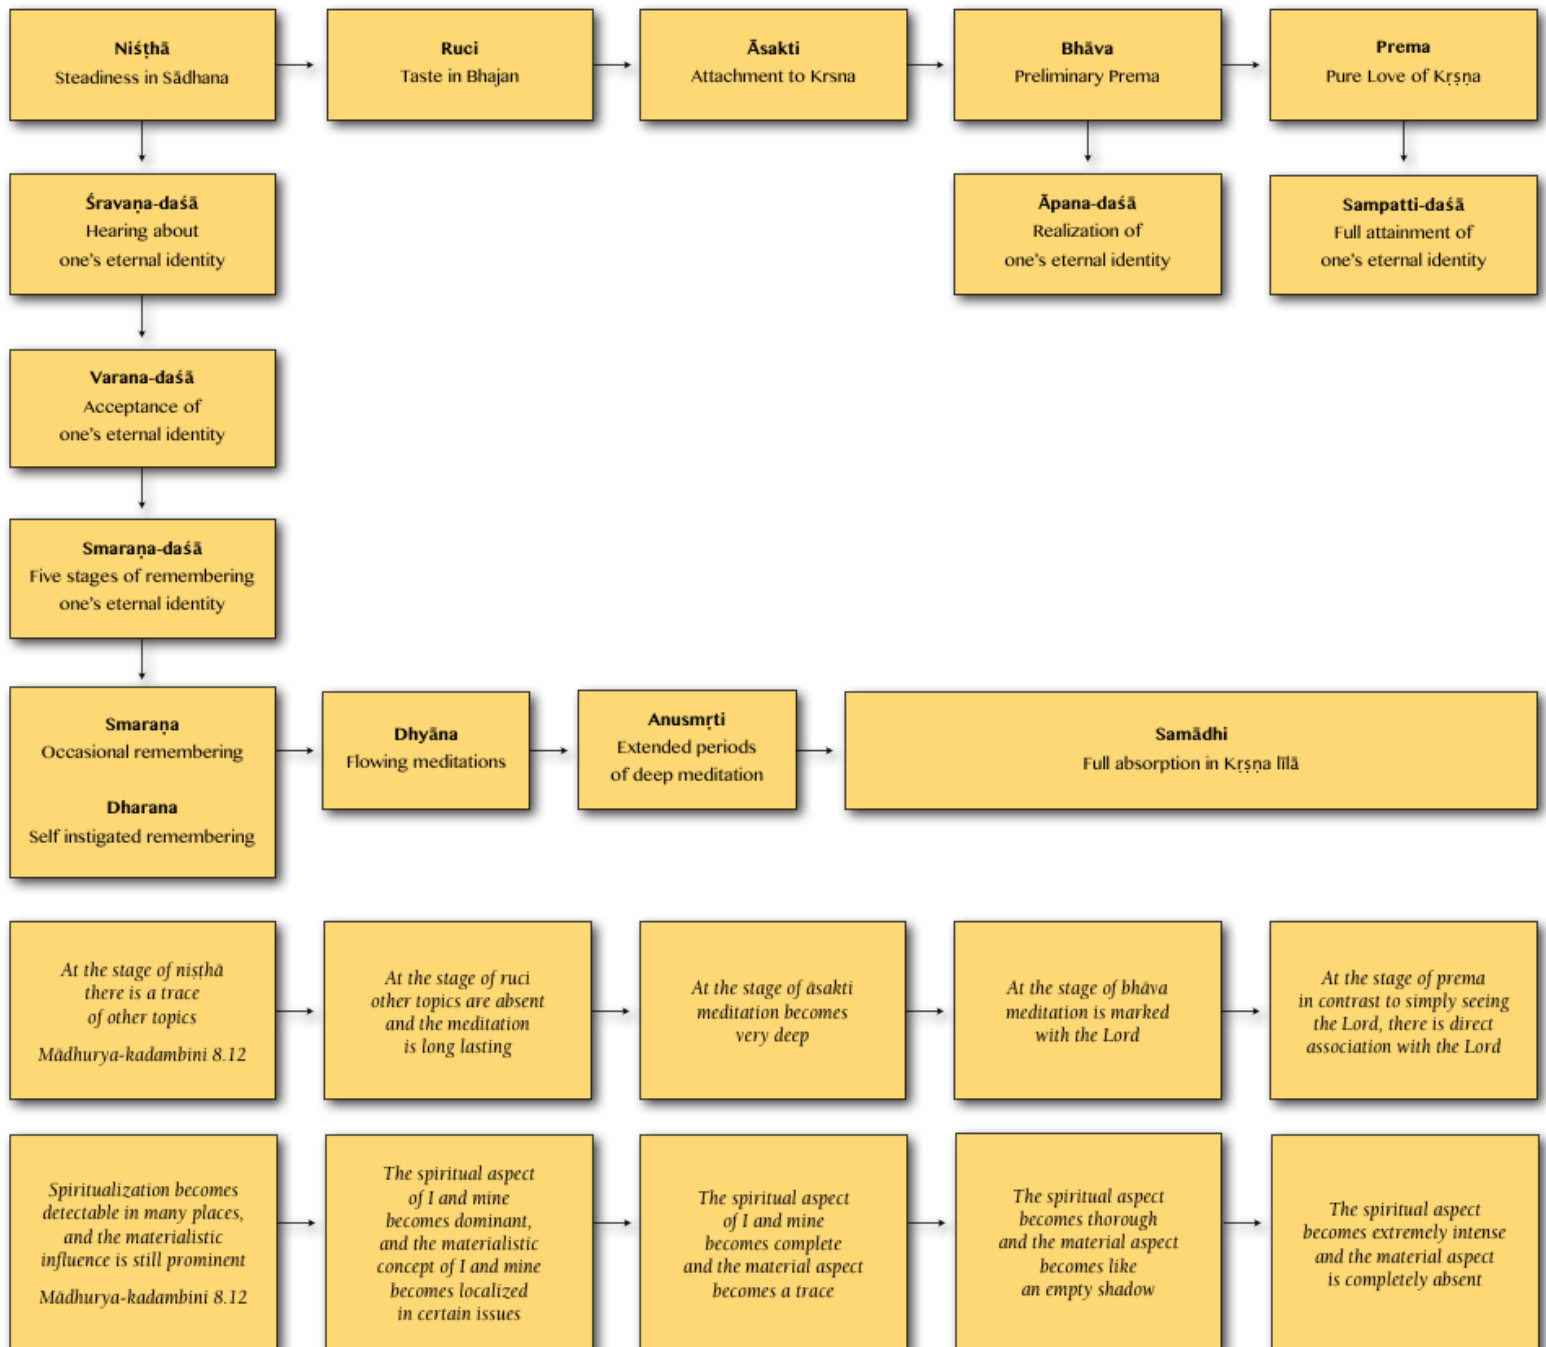 Niśṭhā
Steadiness in Sādhana
Ruci
Taste in Bhajan
Āsakti
Attachment to Krsna
Bhāva
Preliminary Prema
Prema
Pure Love of Kṛṣṇa
Śravaṇa-daśā
Hearing about
one's eternal identity
Āpana-daśā
Realization of
one's eternal identity
Sampatti-daśā
Full attainment of
one's eternal identity
Varana-daśā
Acceptance of
one's eternal identity
Smaraṇa-daśā
Five stages of remembering
one's eternal identity
Smaraṇa
Occasional remembering
Dharana
Self instigated remembering
Dhyāna
Flowing meditations
Anusmṛti
Extended periods
of deep meditation
Samādhi
Full absorption in Kṛṣṇa līlā
At the stage of niṣṭhā
there is a trace
of other topics
Mādhurya-kadambini 8.12
At the stage of ruci
other topics are absent
and the meditation
is long lasting
At the stage of āsakti
meditation becomes
very deep
At the stage of bhāva
meditation is marked
with the Lord
At the stage of prema
in contrast to simply seeing
the Lord, there is direct
association with the Lord
Spiritualization becomes
detectable in many places,
and the materialistic
influence is still prominent
Mādhurya-kadambini 8.12
The spiritual aspect
of I and mine
becomes dominant,
and the materialistic
concept of I and mine
becomes localized
in certain issues
The spiritual aspect
of I and mine
becomes complete
and the material aspect
becomes a trace
The spiritual aspect
becomes thorough
and the material aspect
becomes like
an empty shadow
The spiritual aspect
becomes extremely intense
and the material aspect
is completely absent